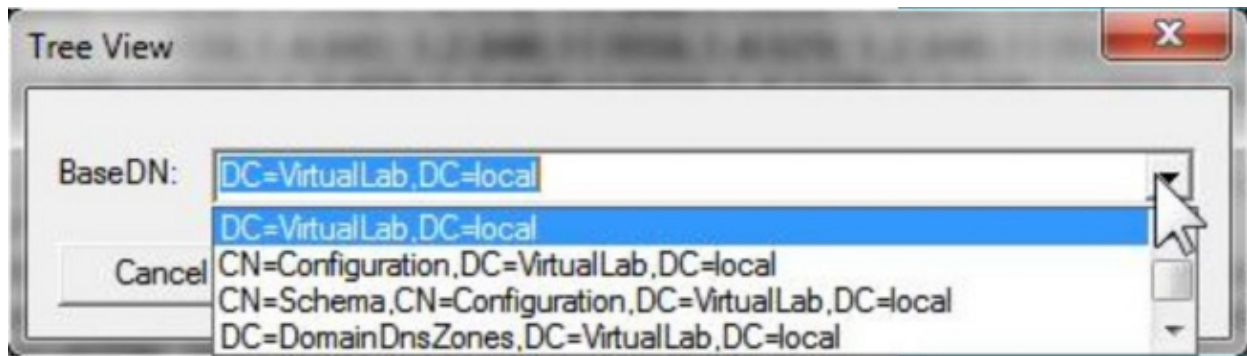 Tree View
BaseDN: DC=VirtualLab,DC=local
DC=VirtualLab,DC=local
Cancel CN=Configuration,DC=VirtualLab,DC=local
CN=Schema,CN=Configuration,DC=VirtualLab,DC=local
DC=DomainDnsZones,DC=VirtualLab,DC=local